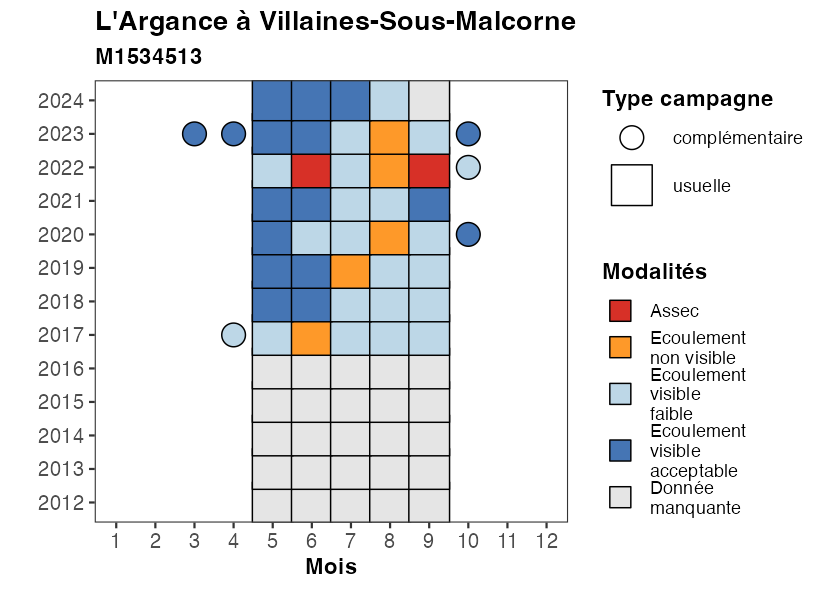 L'Argance à Villaines-Sous-Malcorne
M1534513
2024
2023
2022
2021
2020
2019
2018
2017
2016
2015
2014
2013
2012
1 2 3 4 5 6 7 8 9 10 11 12
Mois
Type campagne
complémentaire
usuelle
Modalités
Assec
Ecoulement
non visible
Ecoulement
visible
faible
Ecoulement
visible
acceptable
Donnée
manquante